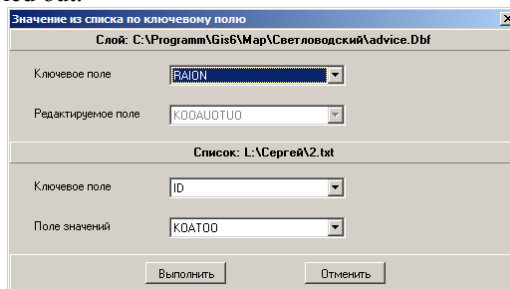 Значение из списка по ключевому полю
Слой: C:\Programm\Gis6\Map\Светловодский\advice.Dbf
Ключевое поле RAION
Редактируемое поле KOOAUOTUO
Список: L:\Сергей\2.txt
Ключевое поле ID
Поле значений KOATOO
Выполнить Отменить